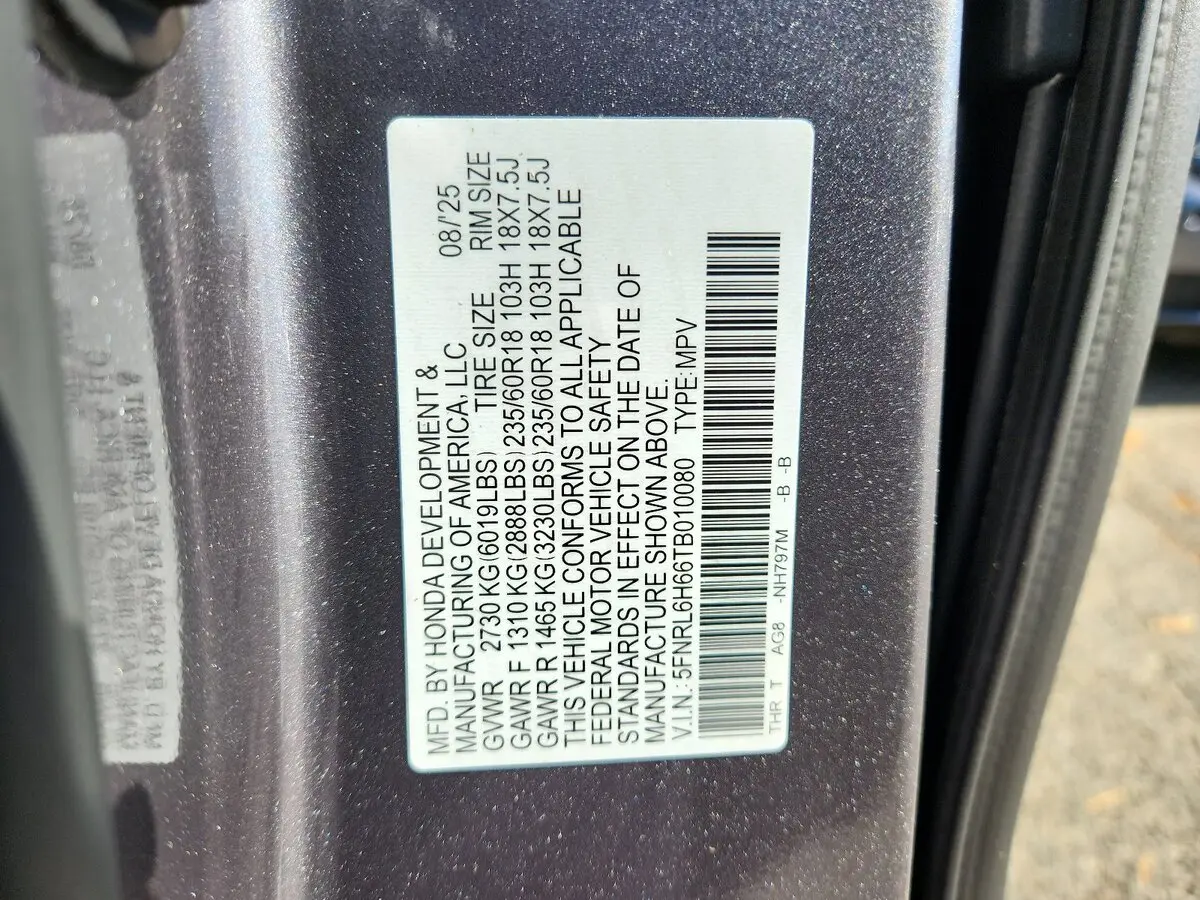 MFD. BY HONDA DEVELOPMENT & 08/'25
MANUFACTURING OF AMERICA, LLC
GVWR 2730 KG(6019LBS) TIRE SIZE RIM SIZE
GAWR F 1310 KG(2888LBS)235/60R18 103H 18X7.5J
GAWR R 1465 KG(3230LBS)235/60R18 103H 18X7.5J
THIS VEHICLE CONFORMS TO ALL APPLICABLE
FEDERAL MOTOR VEHICLE SAFETY
STANDARDS IN EFFECT ON THE DATE OF
MANUFACTURE SHOWN ABOVE.
V.I.N.:5FNRL6H66TB010080 TYPE:MPV
THR T AG8 -NH797M -B -B